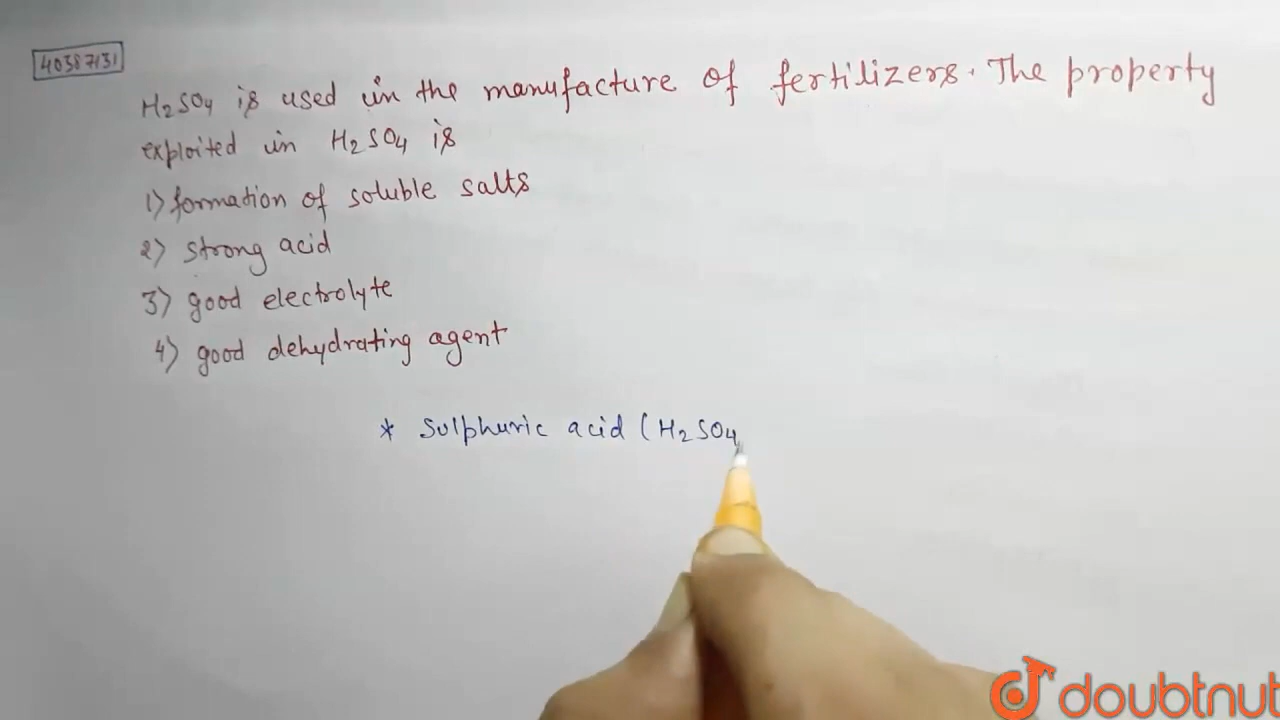 40387131
H2SO4 is used in the manufacture of fertilizers. The property
exploited in H2SO4 is
1) formation of soluble salts
2) strong acid
3) good electrolyte
4) good dehydrating agent
* Sulphuric acid (H2SO4
doubtnut